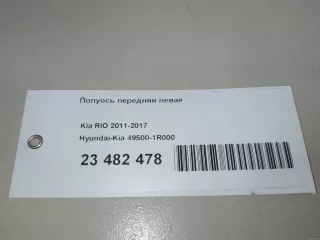 Полуось передняя левая
Kia RIO 2011-2017
Hyundai-Kia 49500-1R000
23 482 478